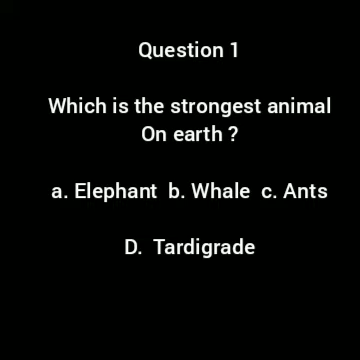 Question 1
Which is the strongest animal
On earth ?
a. Elephant b. Whale c. Ants
D. Tardigrade